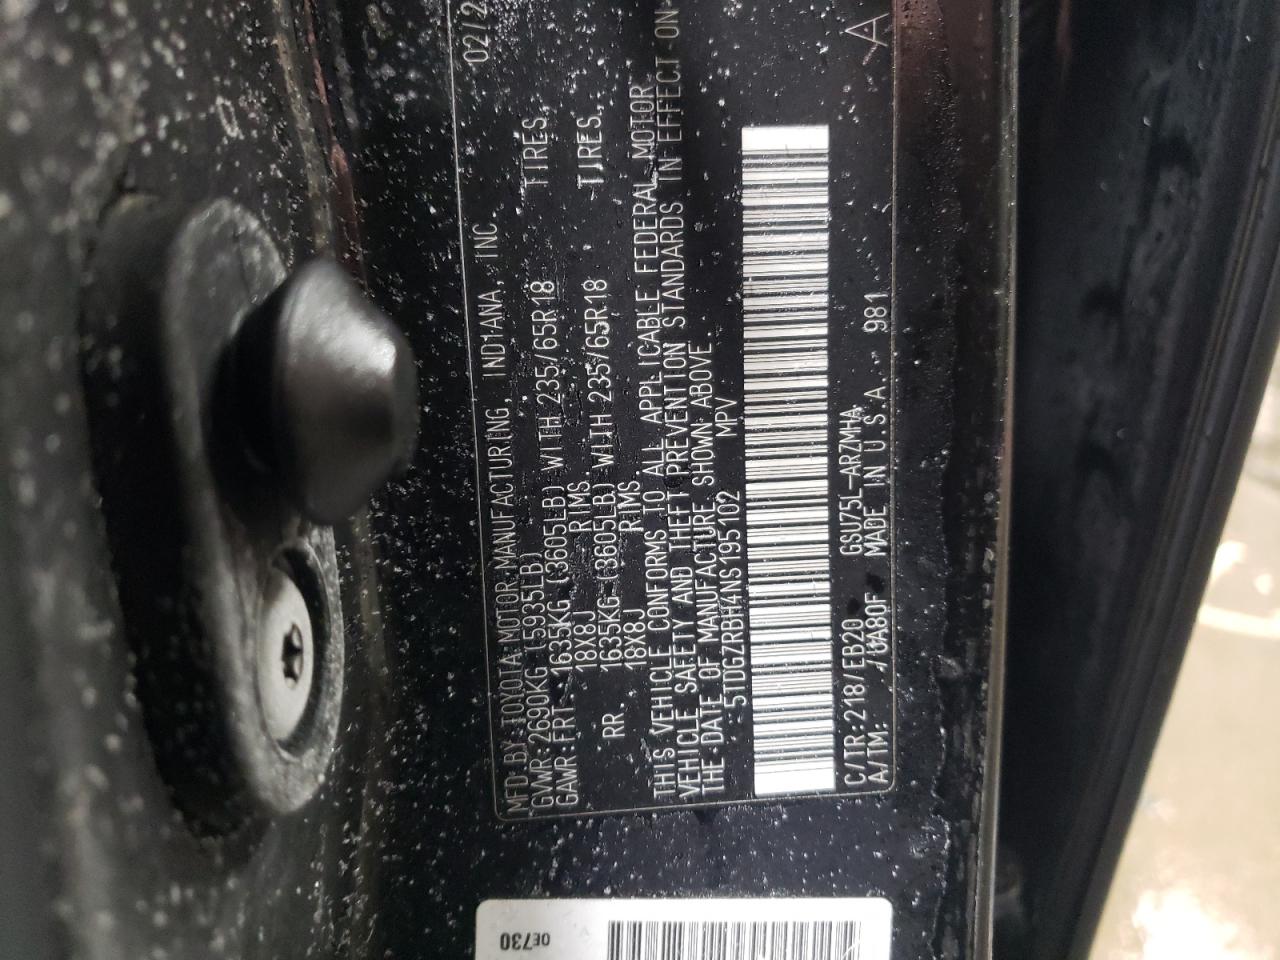 02/2
MFD BY:TOYOTA MOTOR MANUFACTURING, INDIANA, INC.
GVWR:2690KG (5935LB)
GAWR:FRT. 1635KG (3605LB) WITH 235/65R18 TIRES,
18X8J RIMS.
RR. 1635KG (3605LB) WITH 235/65R18 TIRES,
18X8J RIMS.
THIS VEHICLE CONFORMS TO ALL APPLICABLE FEDERAL MOTOR
VEHICLE SAFETY AND THEFT PREVENTION STANDARDS IN EFFECT ON
THE DATE OF MANUFACTURE SHOWN ABOVE.
5TDGZRBH4NS195102 MPV
C/TR:218/EB20 GSU75L-ARZMHA A
A/TM: /UA80F MADE IN U.S.A. 981
OE730